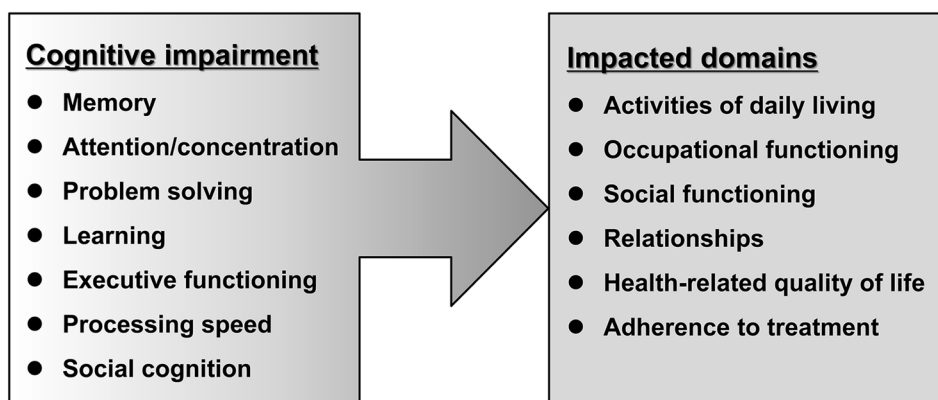 Cognitive impairment
● Memory
● Attention/concentration
● Problem solving
● Learning
● Executive functioning
● Processing speed
● Social cognition
Impacted domains
● Activities of daily living
● Occupational functioning
● Social functioning
● Relationships
● Health-related quality of life
● Adherence to treatment